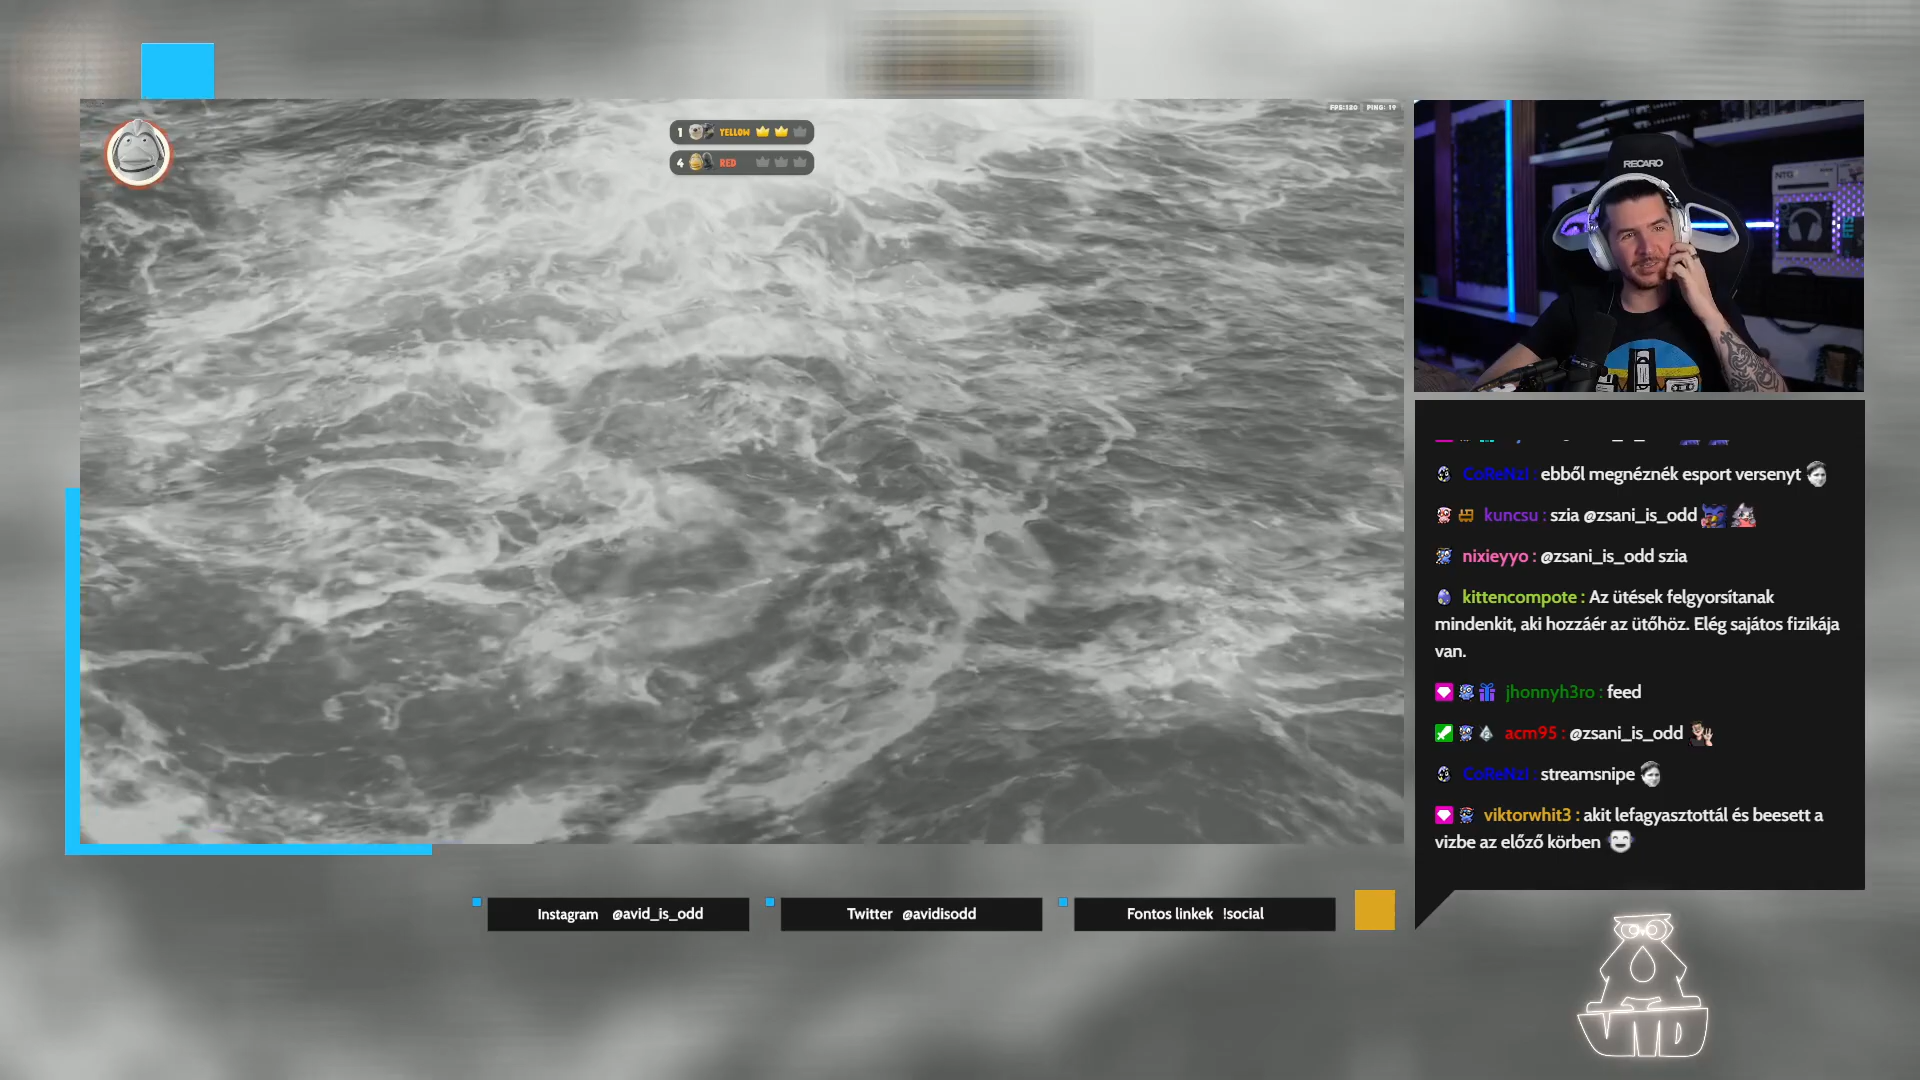 FPS:180 PING: 19
1 YELLOW
4 RED
RECARO
NTG
CoReNzI : ebből megnéznék esport versenyt
kuncsu : szia @zsani_is_odd
nixieyyo : @zsani_is_odd szia
kittencompote : Az ütések felgyorsítanak
mindenkit, aki hozzáér az ütőhöz. Elég sajátos fizikája
van.
jhonnyh3ro : feed
acm95 : @zsani_is_odd
CoReNzI : streamsnipe
viktorwhit3 : akit lefagyasztottál és beesett a
vizbe az előző körben
Instagram @avid_is_odd
Twitter @avidisodd
Fontos linkek !social